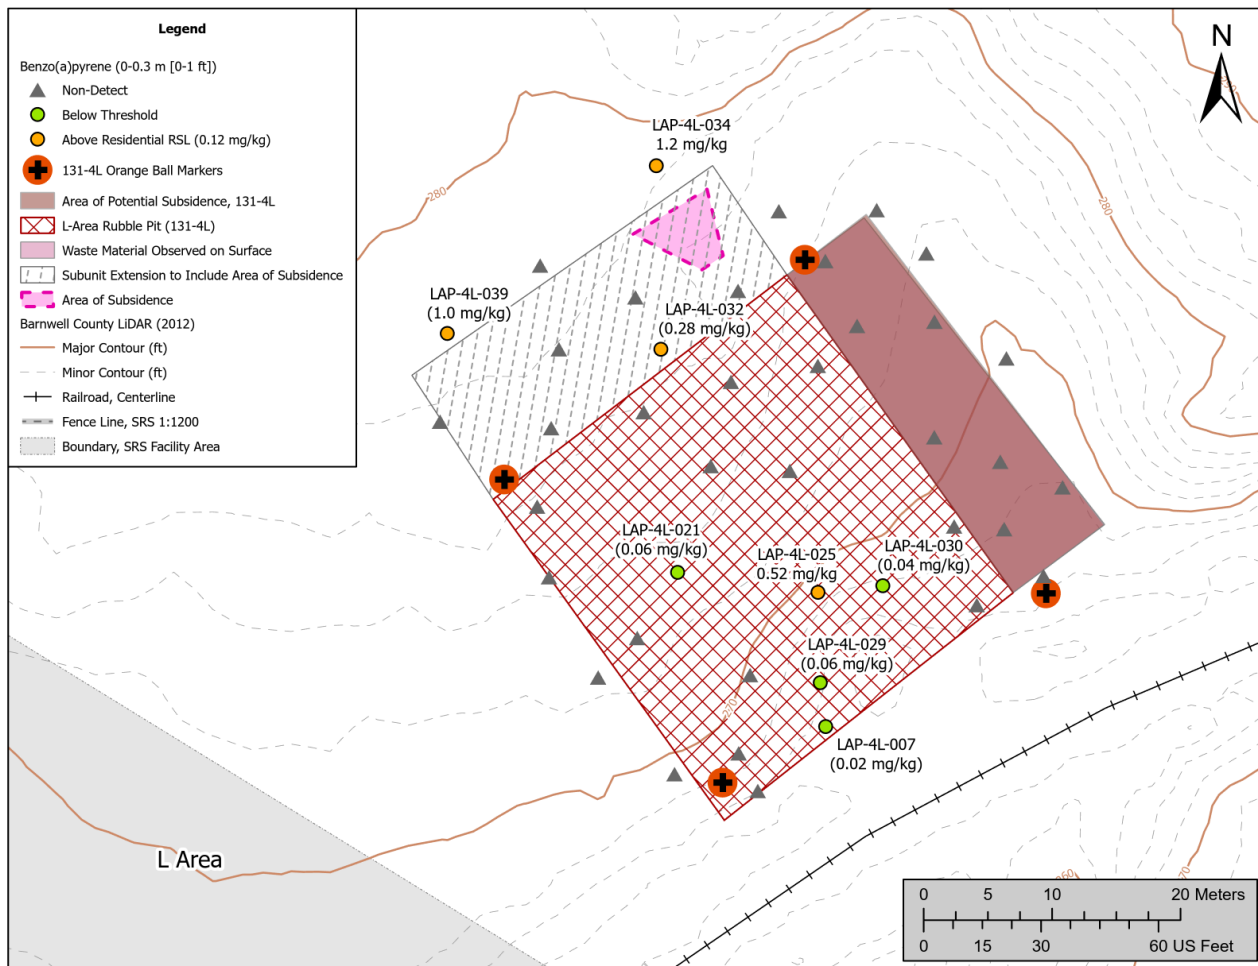 Legend
Benzo(a)pyrene (0-0.3 m [0-1 ft])
Non-Detect
Below Threshold
Above Residential RSL (0.12 mg/kg)
131-4L Orange Ball Markers
Area of Potential Subsidence, 131-4L
L-Area Rubble Pit (131-4L)
Waste Material Observed on Surface
Subunit Extension to Include Area of Subsidence
Area of Subsidence
Barnwell County LiDAR (2012)
Major Contour (ft)
Minor Contour (ft)
Railroad, Centerline
Fence Line, SRS 1:1200
Boundary, SRS Facility Area
N
LAP-4L-034
1.2 mg/kg
280
280
LAP-4L-039
(1.0 mg/kg)
LAP-4L-032
(0.28 mg/kg)
LAP-4L-021
(0.06 mg/kg)
LAP-4L-025
0.52 mg/kg
LAP-4L-030
(0.04 mg/kg)
LAP-4L-029
(0.06 mg/kg)
270
LAP-4L-007
(0.02 mg/kg)
L Area
0 5 10 20 Meters
0 15 30 60 US Feet